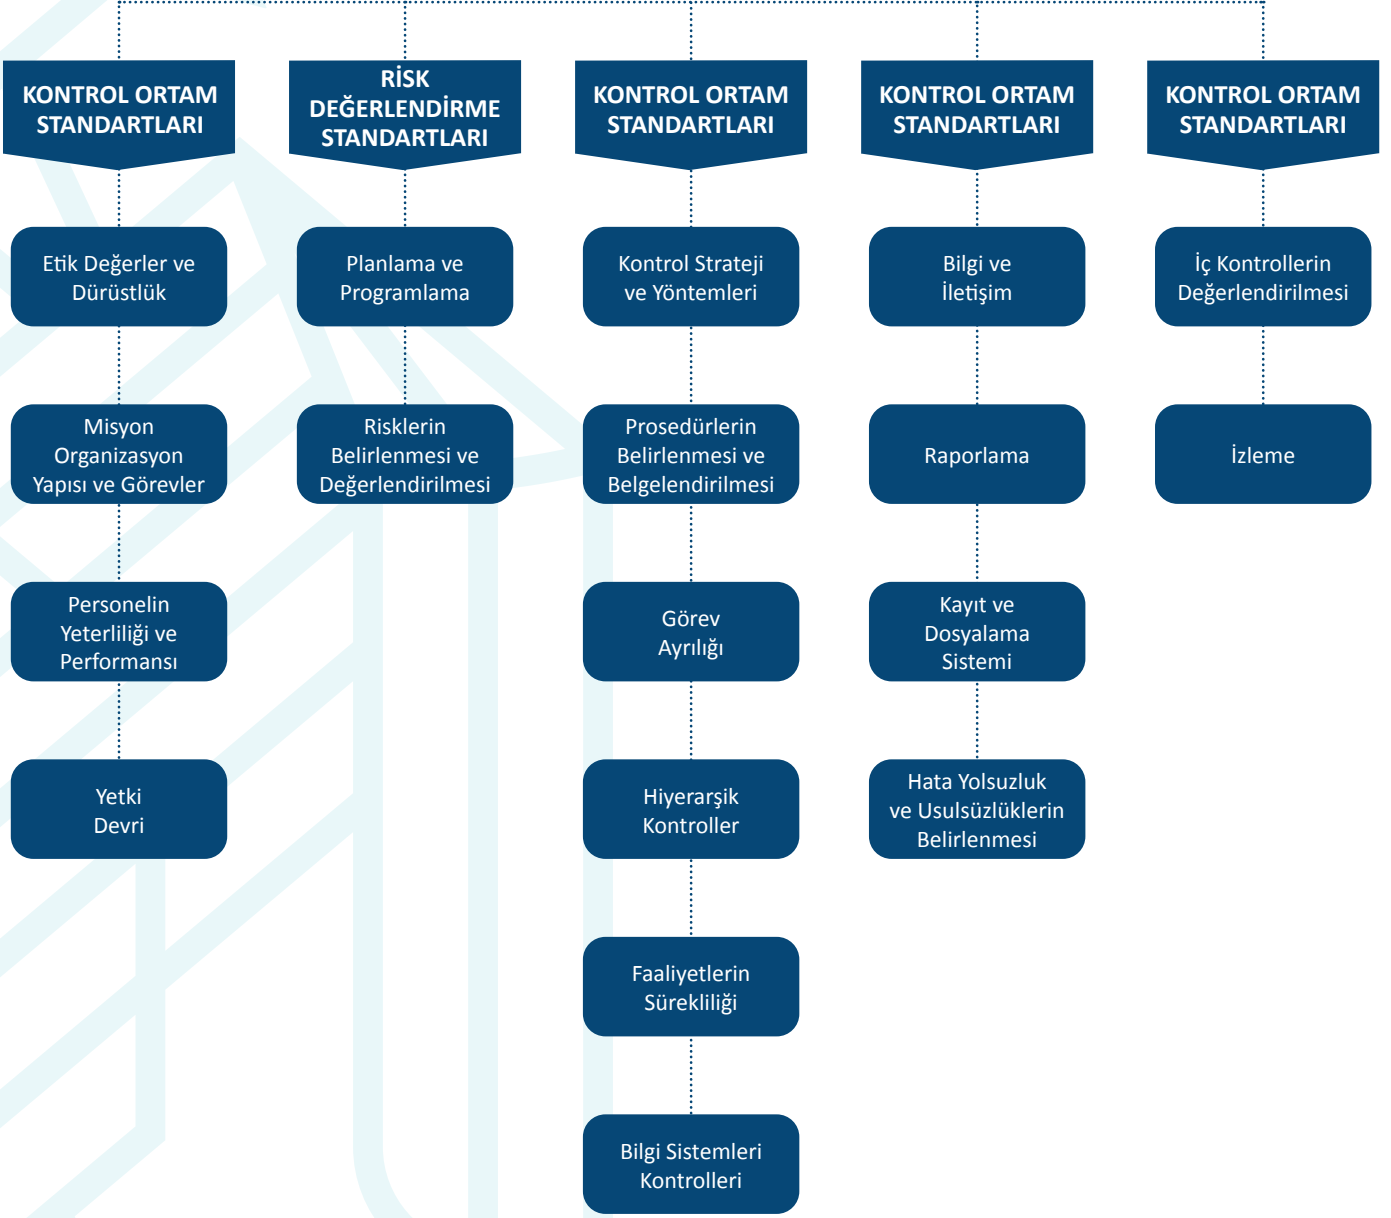 KONTROL ORTAM
STANDARTLARI
RİSK
DEĞERLENDİRME
STANDARTLARI
KONTROL ORTAM
STANDARTLARI
KONTROL ORTAM
STANDARTLARI
KONTROL ORTAM
STANDARTLARI
Etik Değerler ve
Dürüstlük
Planlama ve
Programlama
Kontrol Strateji
ve Yöntemleri
Bilgi ve
İletişim
İç Kontrollerin
Değerlendirilmesi
Misyon
Organizasyon
Yapısı ve Görevler
Risklerin
Belirlenmesi ve
Değerlendirilmesi
Prosedürlerin
Belirlenmesi ve
Belgelendirilmesi
Raporlama
İzleme
Personelin
Yeterliliği ve
Performansı
Görev
Ayrılığı
Kayıt ve
Dosyalama
Sistemi
Yetki
Devri
Hiyerarşik
Kontroller
Hata Yolsuzluk
ve Usulsüzlüklerin
Belirlenmesi
Faaliyetlerin
Sürekliliği
Bilgi Sistemleri
Kontrolleri